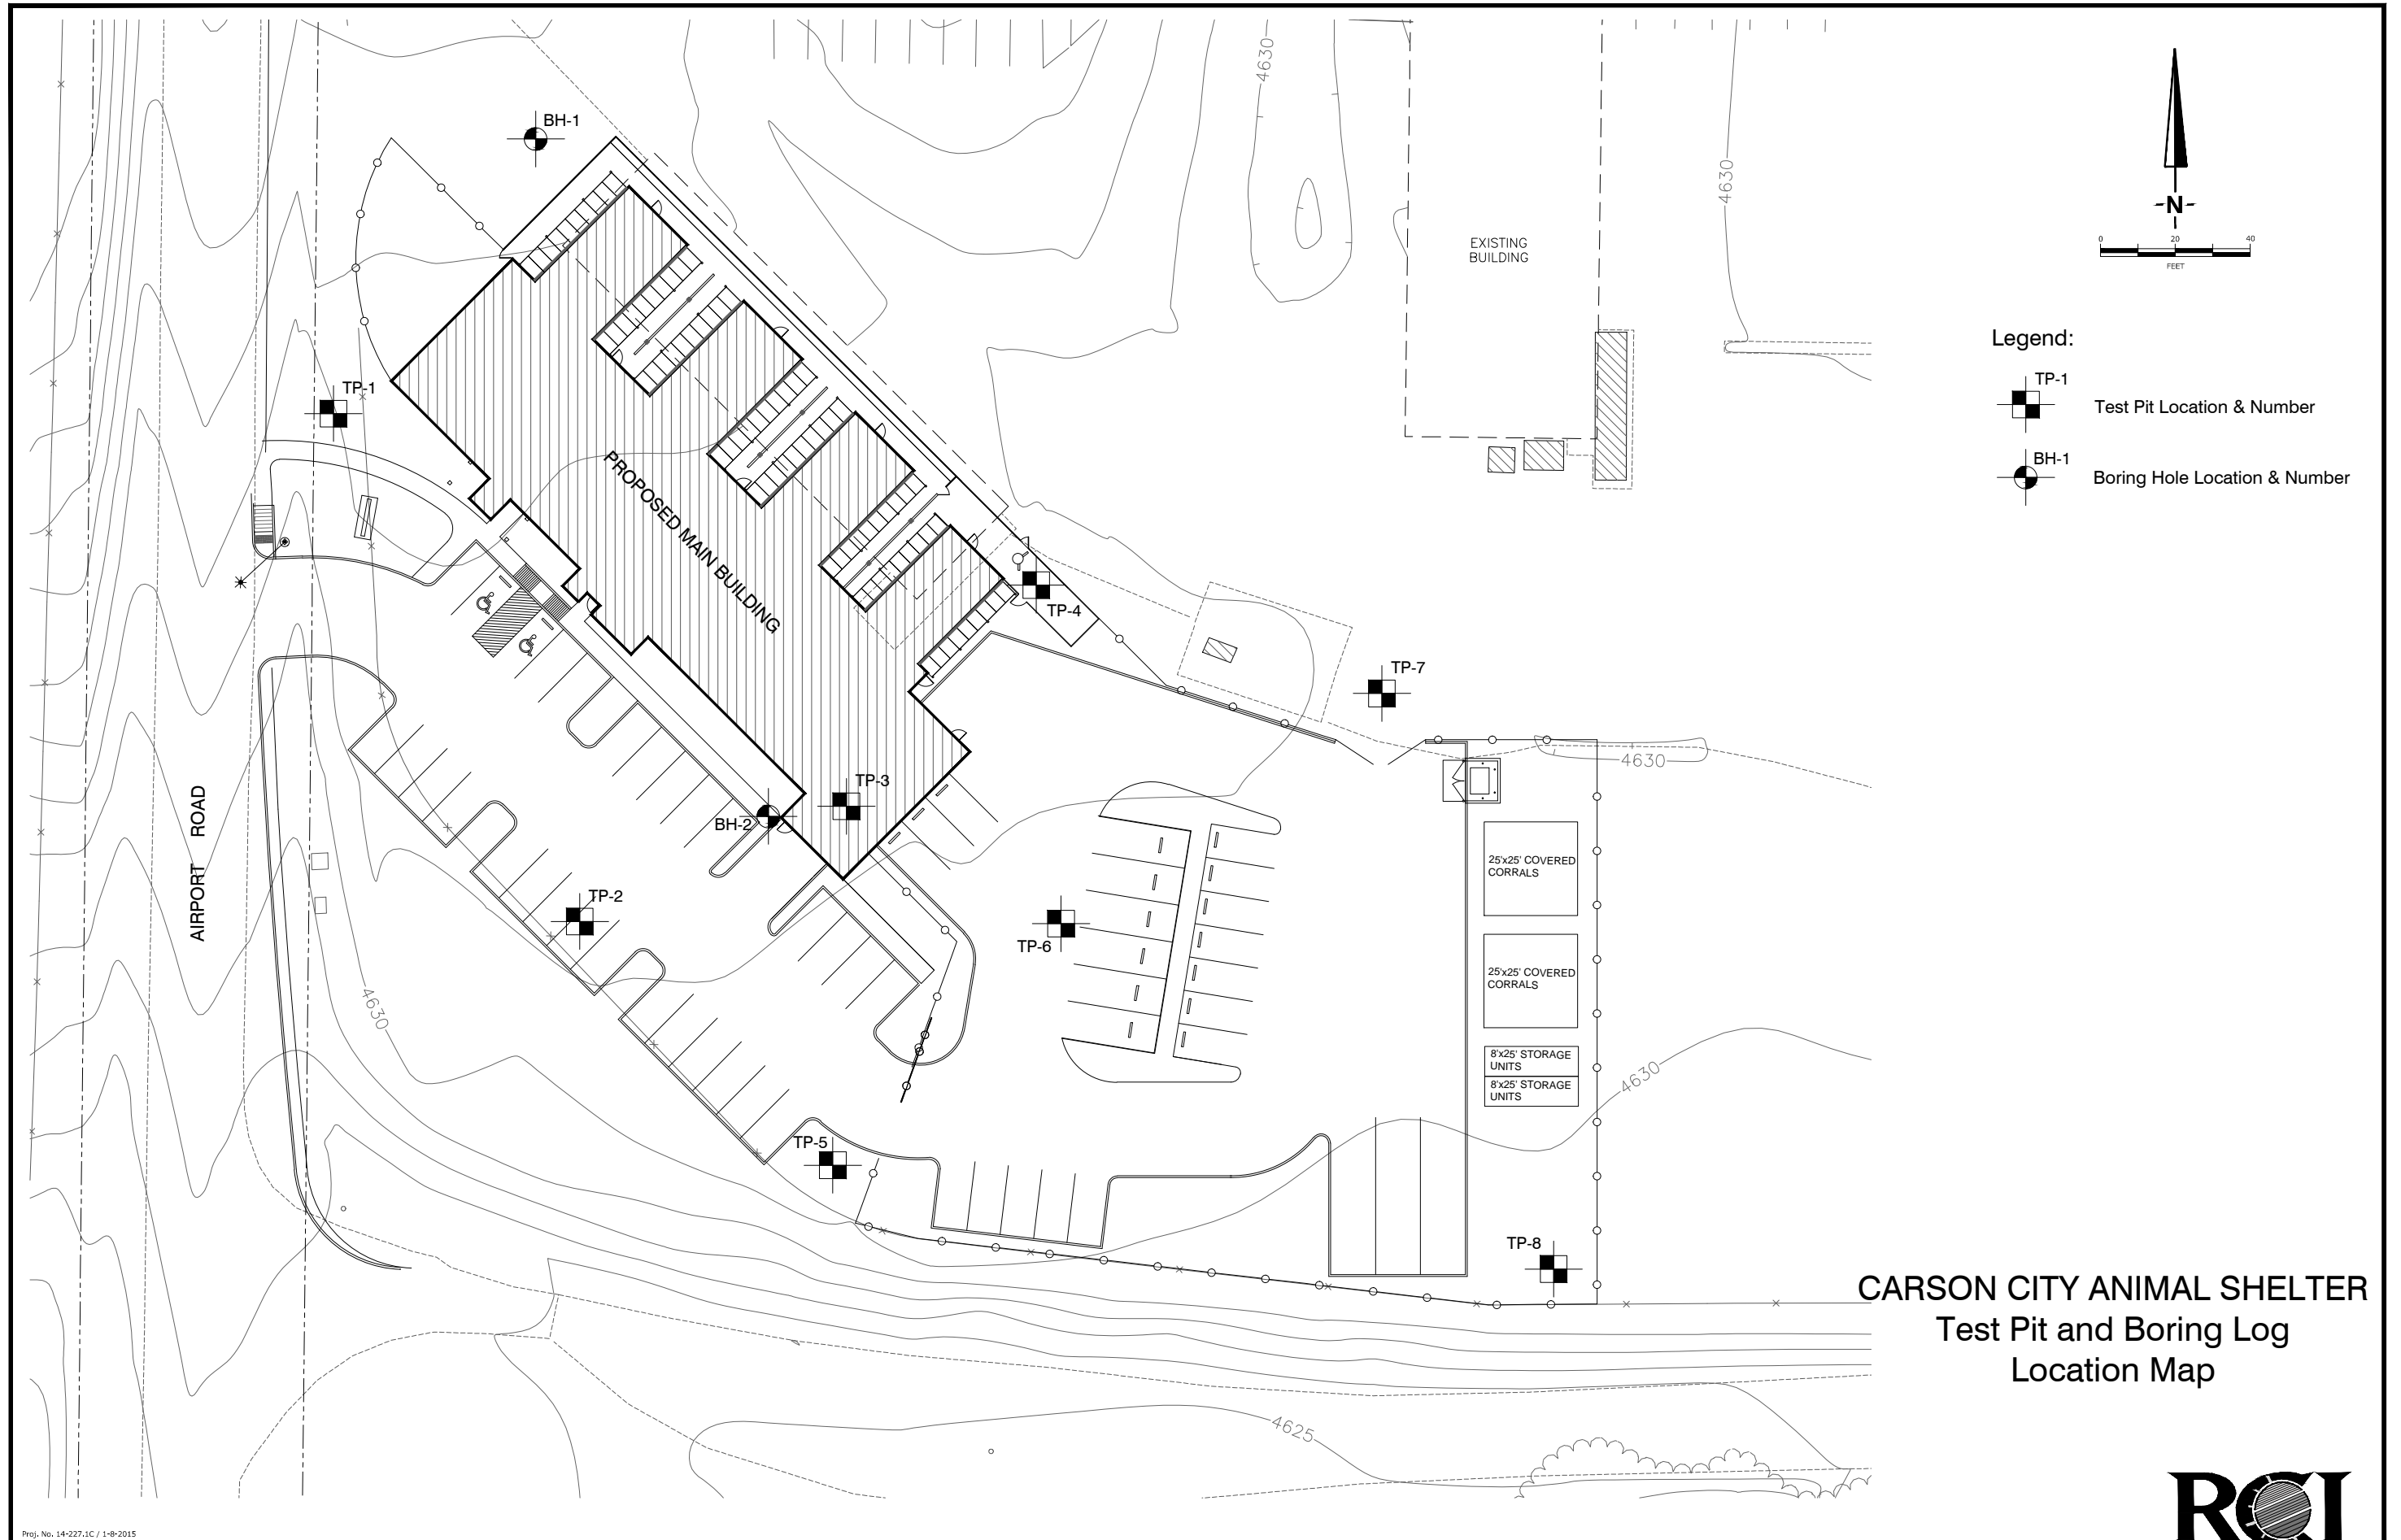 4630
BH-1
4630
N
0 20 40
FEET
EXISTING
BUILDING
Legend:
TP-1
Test Pit Location & Number
BH-1
Boring Hole Location & Number
TP-1
PROPOSED MAIN BUILDING
TP-4
TP-7
4630
TP-3
BH-2
AIRPORT ROAD
25'x25' COVERED
CORRALS
TP-2
TP-6
25'x25' COVERED
CORRALS
4630
8'x25' STORAGE
UNITS
8'x25' STORAGE
UNITS
4630
TP-5
TP-8
CARSON CITY ANIMAL SHELTER
Test Pit and Boring Log
Location Map
4625
RCI
Proj. No. 14-227.1C / 1-8-2015